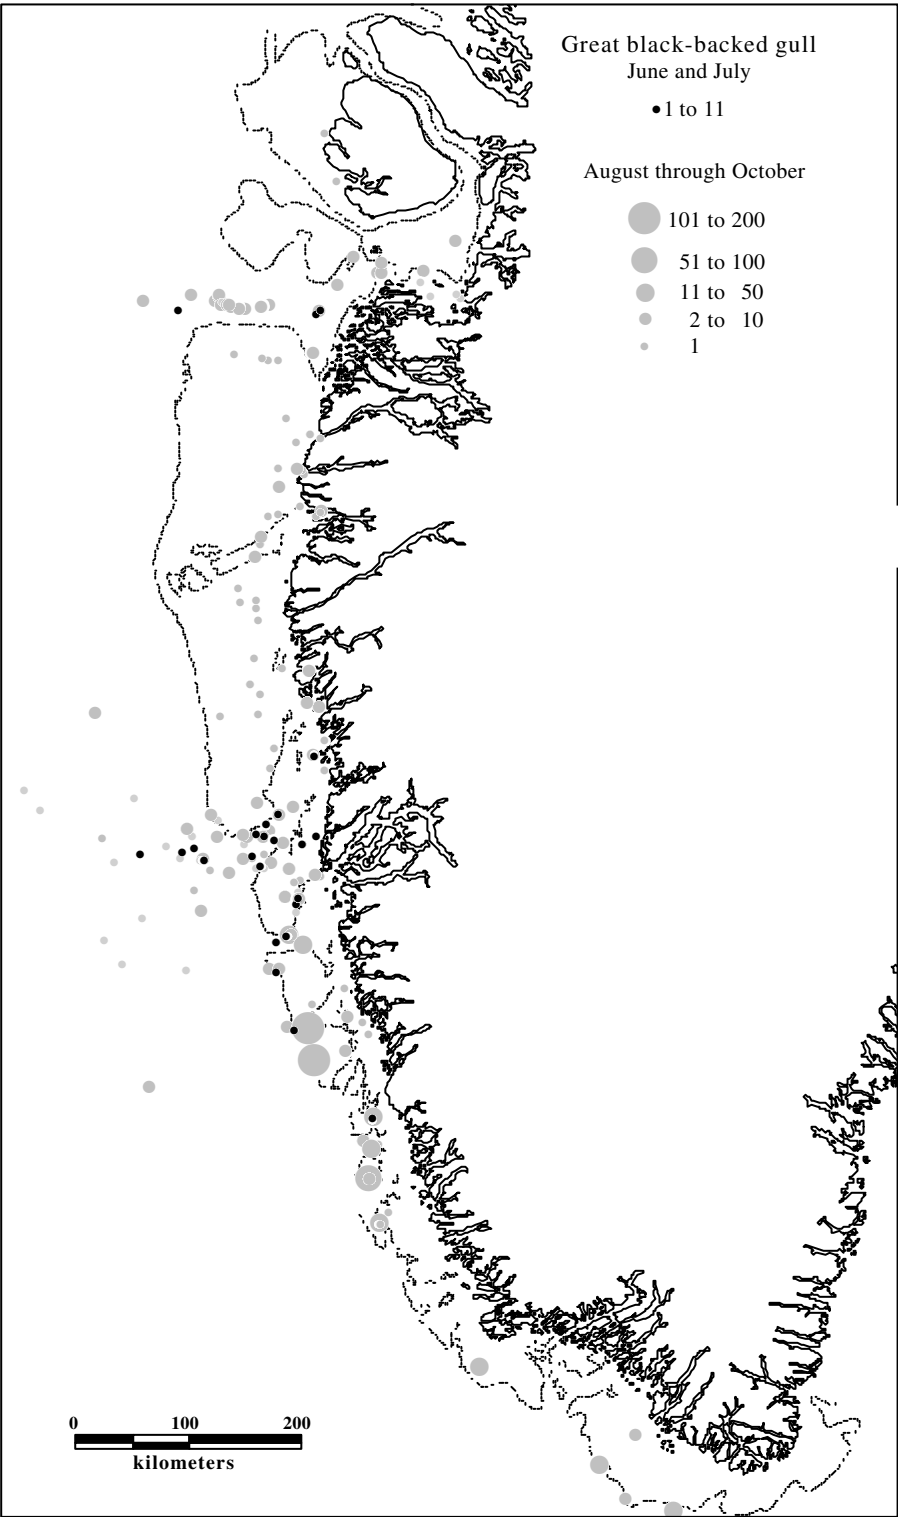 Great black-backed gull
June and July
1 to 11
August through October
101 to 200
51 to 100
11 to 50
2 to 10
1
0 100 200
kilometers